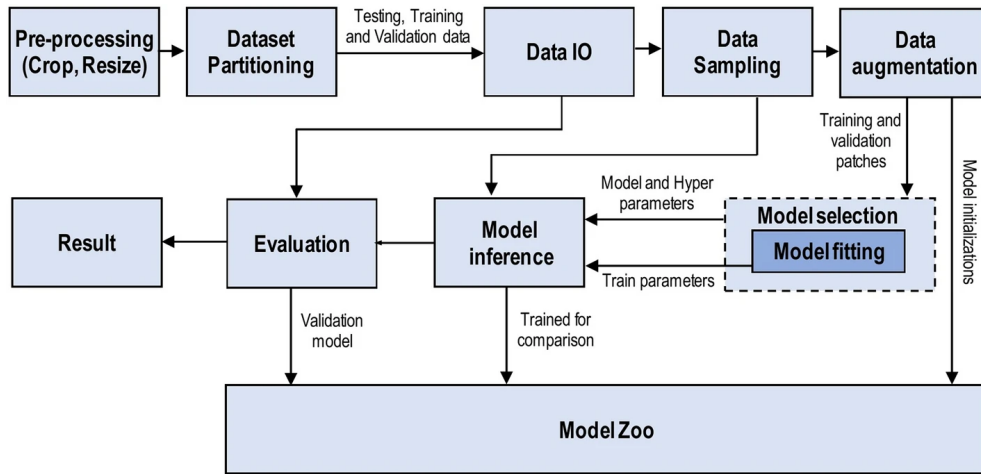 Pre-processing
(Crop, Resize)
Dataset
Partitioning
Testing, Training
and Validation data
Data IO
Data
Sampling
Data
augmentation
Training and
validation
patches
Model initializations
Model and Hyper
parameters
Model selection
Model fitting
Train parameters
Model
inference
Evaluation
Result
Validation
model
Trained for
comparison
Model Zoo